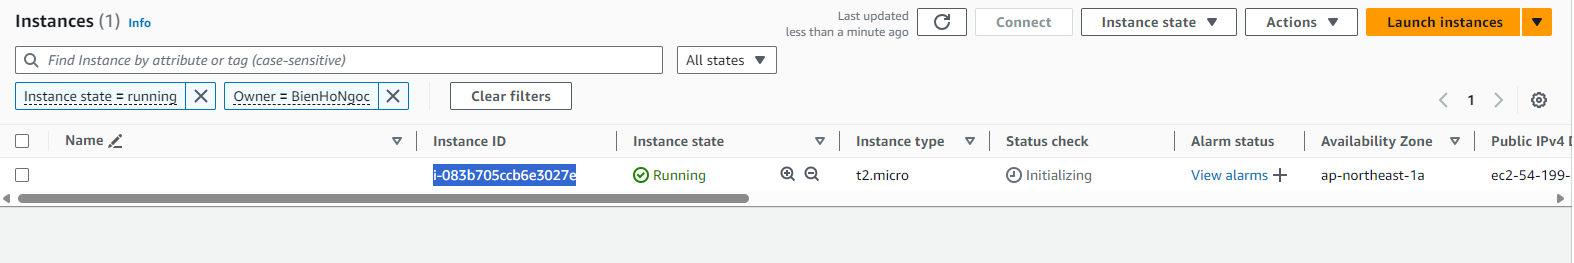 Instances (1) Info
Last updated
less than a minute ago
Connect
Instance state
Actions
Launch instances
Find Instance by attribute or tag (case-sensitive)
All states
Instance state = running
Owner = BienHoNgoc
Clear filters
1
Name Instance ID Instance state Instance type Status check Alarm status Availability Zone Public IPv4 D
i-083b705ccb6e3027e Running t2.micro Initializing View alarms + ap-northeast-1a ec2-54-199-